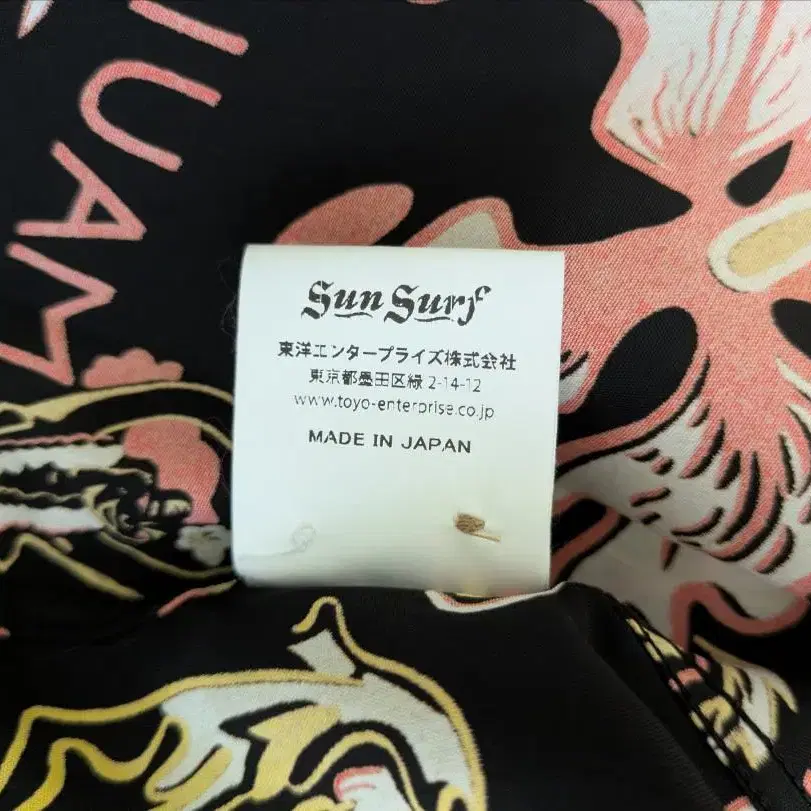 Sun Surf
東洋エンタープライズ株式会社
東京都墨田区緑 2-14-12
www.toyo-enterprise.co.jp
MADE IN JAPAN